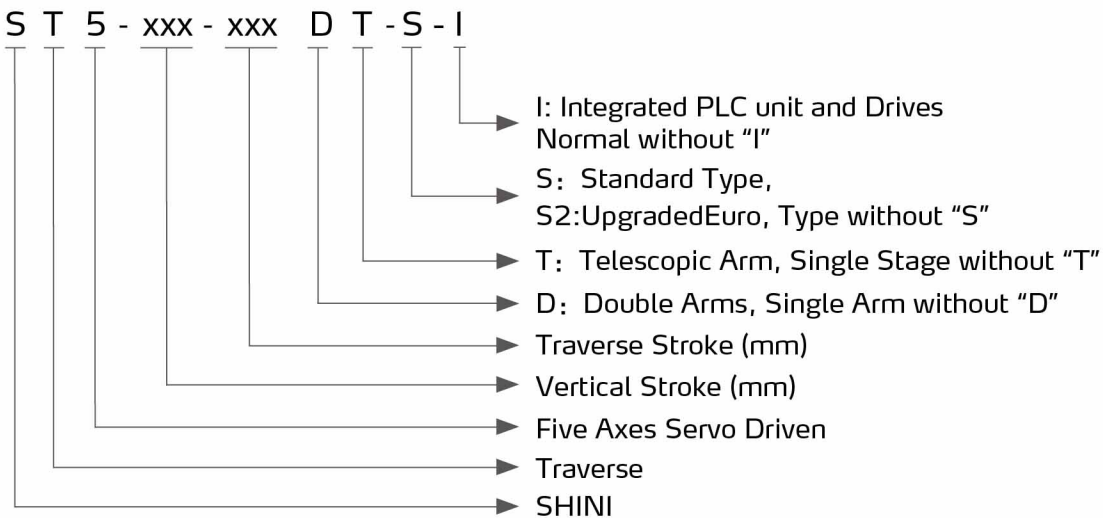 S T 5 - xxx - xxx D T - S - I
I: Integrated PLC unit and Drives
Normal without “I”
S: Standard Type,
S2:UpgradedEuro, Type without “S”
T: Telescopic Arm, Single Stage without “T”
D: Double Arms, Single Arm without “D”
Traverse Stroke (mm)
Vertical Stroke (mm)
Five Axes Servo Driven
Traverse
SHINI